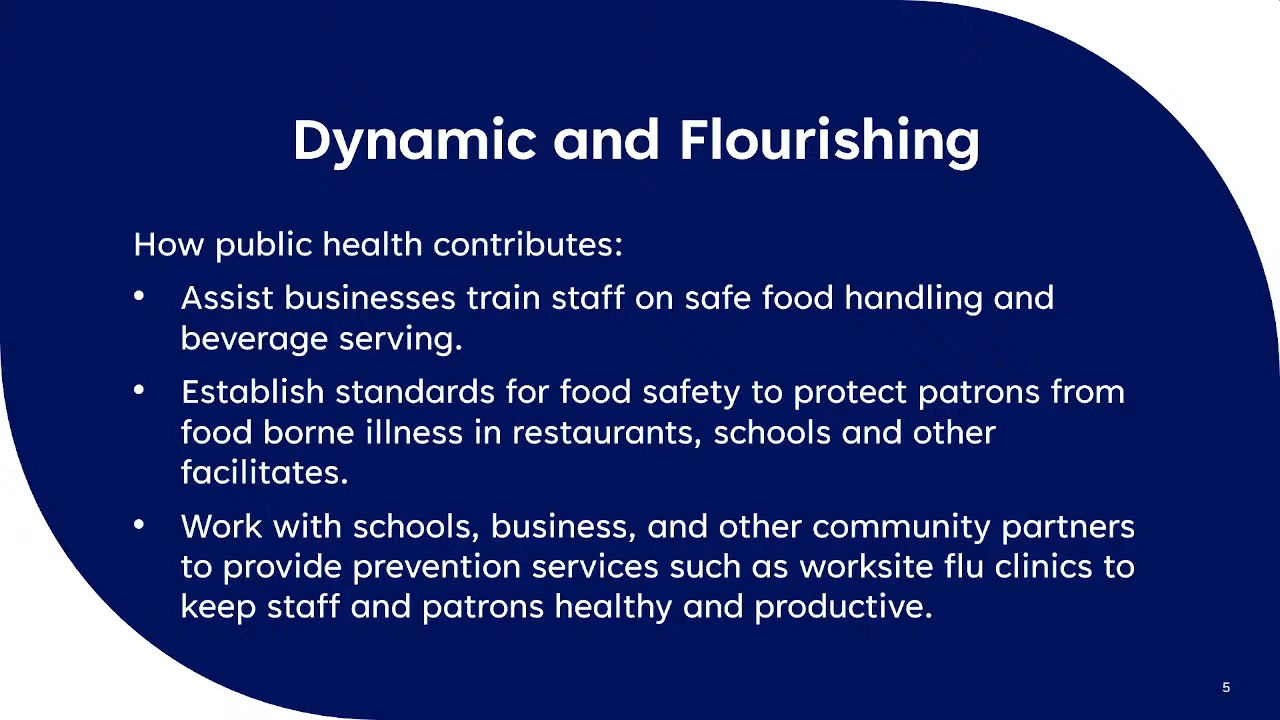 Dynamic and Flourishing
How public health contributes:
• Assist businesses train staff on safe food handling and
beverage serving.
• Establish standards for food safety to protect patrons from
food borne illness in restaurants, schools and other
facilitates.
• Work with schools, business, and other community partners
to provide prevention services such as worksite flu clinics to
keep staff and patrons healthy and productive.
5